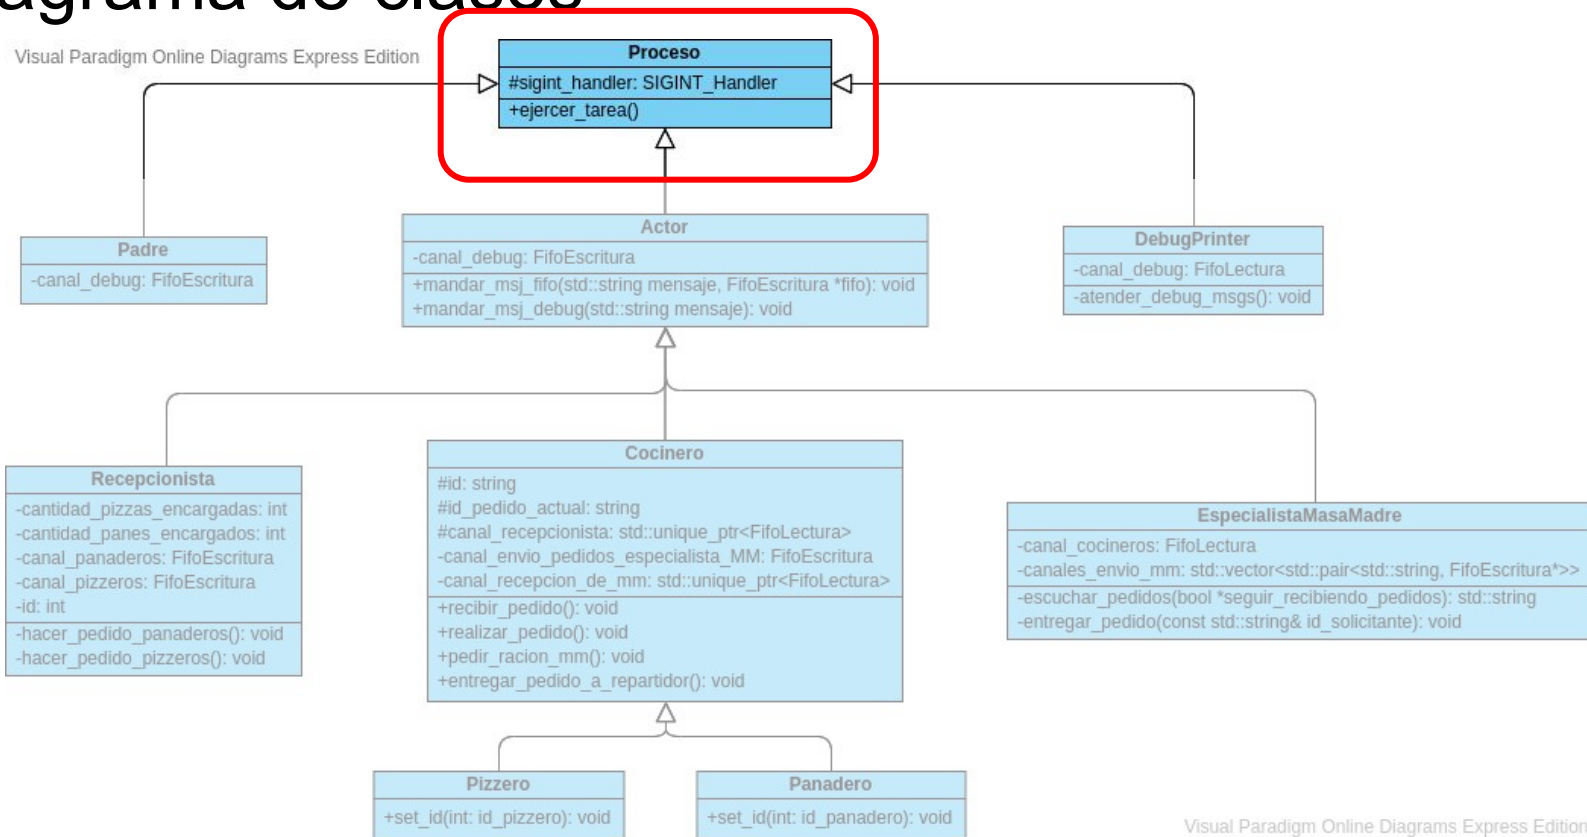 agrama de clases
Visual Paradigm Online Diagrams Express Edition
Proceso
#sigint_handler: SIGINT_Handler
+ejercer_tarea()
Padre
-canal_debug: FifoEscritura
Actor
-canal_debug: FifoEscritura
+mandar_msj_fifo(std::string mensaje, FifoEscritura *fifo): void
+mandar_msj_debug(std::string mensaje): void
DebugPrinter
-canal_debug: FifoLectura
-atender_debug_msgs(): void
Recepcionista
-cantidad_pizzas_encargadas: int
-cantidad_panes_encargados: int
-canal_panaderos: FifoEscritura
-canal_pizzeros: FifoEscritura
-id: int
-hacer_pedido_panaderos(): void
-hacer_pedido_pizzeros(): void
Cocinero
#id: string
#id_pedido_actual: string
#canal_recepcionista: std::unique_ptr<FifoLectura>
-canal_envio_pedidos_especialista_MM: FifoEscritura
-canal_recepcion_de_mm: std::unique_ptr<FifoLectura>
+recibir_pedido(): void
+realizar_pedido(): void
+pedir_racion_mm(): void
+entregar_pedido_a_repartidor(): void
EspecialistaMasaMadre
-canal_cocineros: FifoLectura
-canales_envio_mm: std::vector<std::pair<std::string, FifoEscritura*>>
-escuchar_pedidos(bool *seguir_recibiendo_pedidos): std::string
-entregar_pedido(const std::string& id_solicitante): void
Pizzero
+set_id(int: id_pizzero): void
Panadero
+set_id(int: id_panadero): void
Visual Paradigm Online Diagrams Express Edition